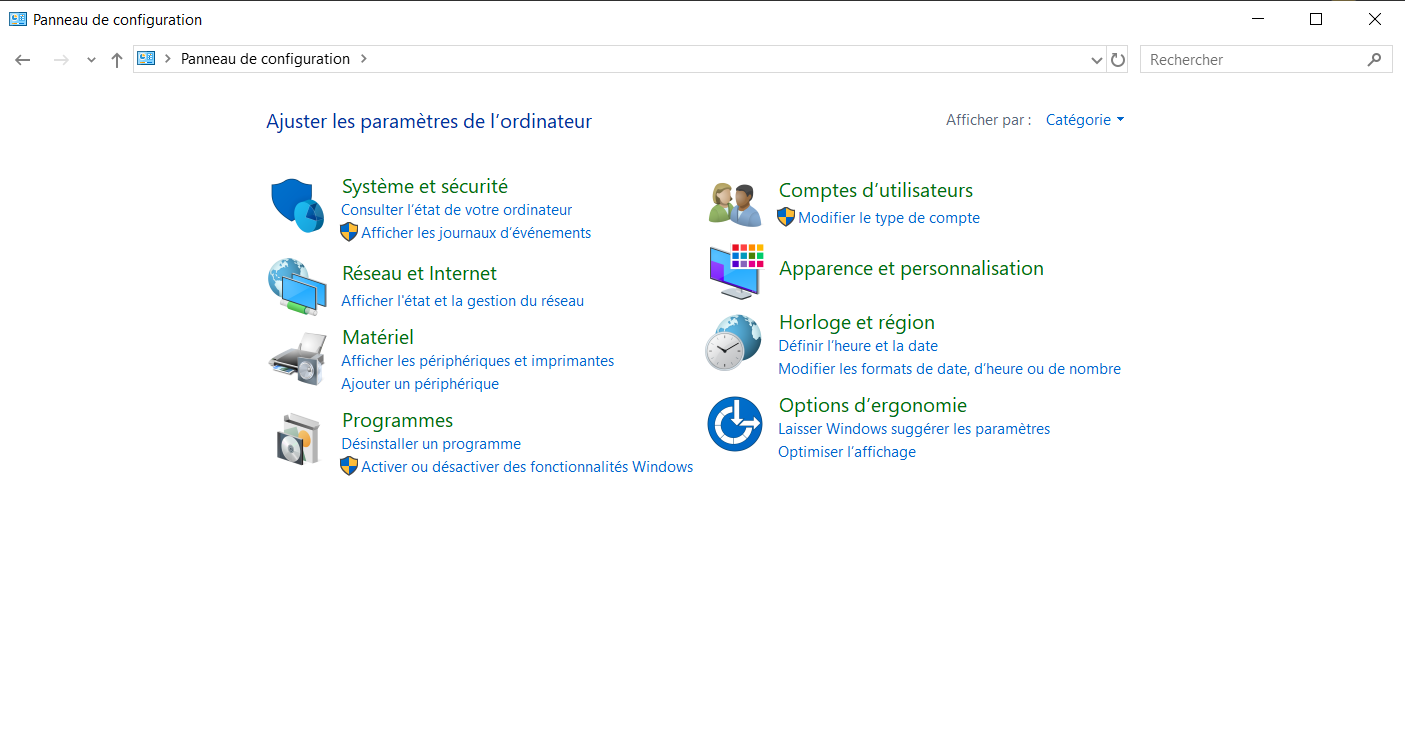 Panneau de configuration
Panneau de configuration
Rechercher
Ajuster les paramètres de l’ordinateur
Afficher par :
Catégorie
Système et sécurité
Consulter l’état de votre ordinateur
Afficher les journaux d’événements
Réseau et Internet
Afficher l’état et la gestion du réseau
Matériel
Afficher les périphériques et imprimantes
Ajouter un périphérique
Programmes
Désinstaller un programme
Activer ou désactiver des fonctionnalités Windows
Comptes d’utilisateurs
Modifier le type de compte
Apparence et personnalisation
Horloge et région
Définir l’heure et la date
Modifier les formats de date, d’heure ou de nombre
Options d’ergonomie
Laisser Windows suggérer les paramètres
Optimiser l’affichage